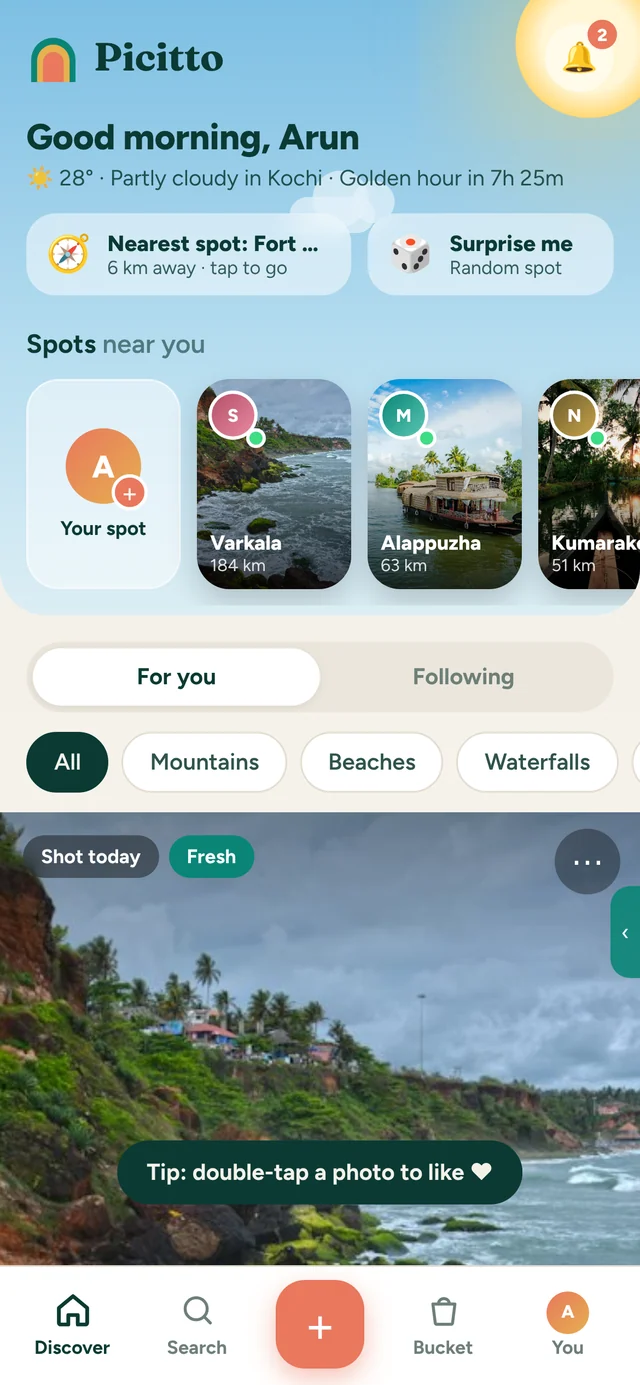 Picitto
2
Good morning, Arun
☀️ 28° · Partly cloudy in Kochi · Golden hour in 7h 25m
Nearest spot: Fort ...
6 km away · tap to go
Surprise me
Random spot
Spots near you
A
+
Your spot
S
Varkala
184 km
M
Alappuzha
63 km
N
Kumarak
51 km
For you
Following
All
Mountains
Beaches
Waterfalls
Shot today
Fresh
...
‹
Tip: double-tap a photo to like ♥
Discover
Search
+
Bucket
A
You